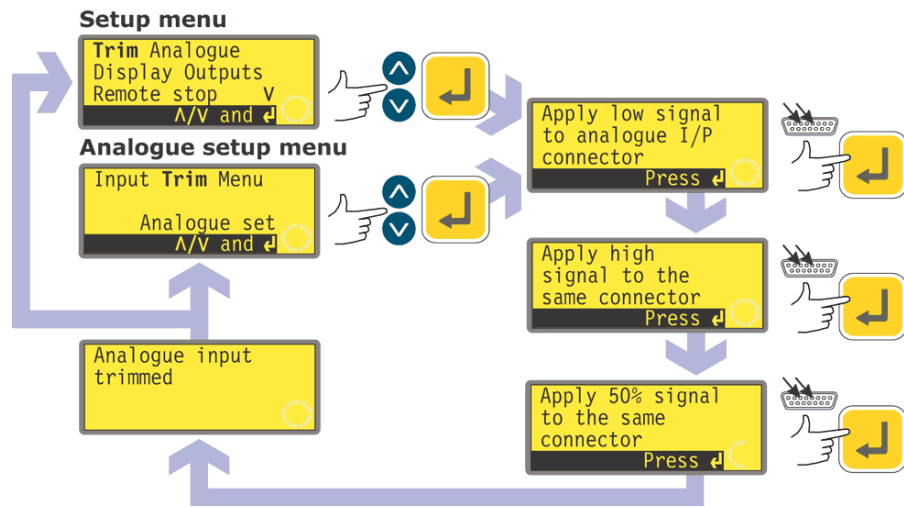 Setup menu
Trim Analogue
Display Outputs
Remote stop V
Λ/V and ↲
Analogue setup menu
Input Trim Menu
Analogue set
Λ/V and ↲
Apply low signal
to analogue I/P
connector
Press ↲
Apply high
signal to the
same connector
Press ↲
Apply 50% signal
to the same
connector
Press ↲
Analogue input
trimmed